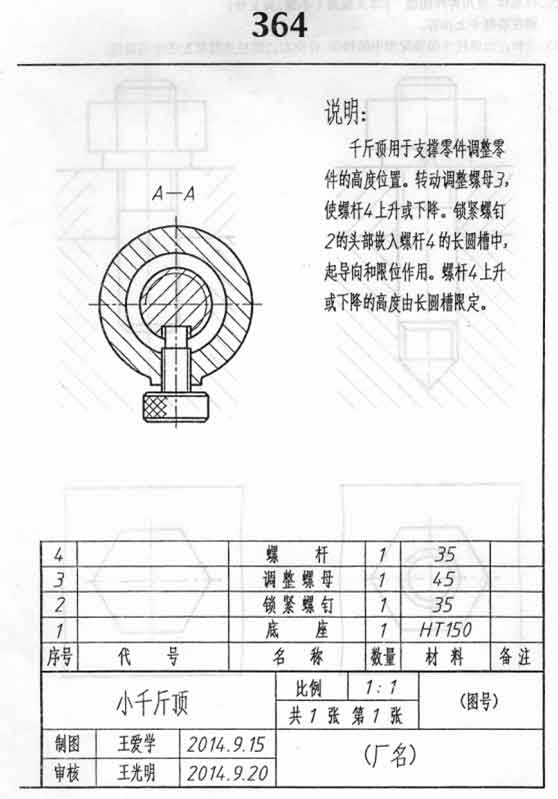 364
说明:
千斤顶用于支撑零件调整零
件的高度位置。转动调整螺母3,
使螺杆4上升或下降。锁紧螺钉
2的头部嵌入螺杆4的长圆槽中,
起导向和限位作用。螺杆4上升
或下降的高度由长圆槽限定。
A—A
4 螺杆 1 35
3 调整螺母 1 45
2 锁紧螺钉 1 35
1 底座 1 HT150
序号 代号 名称 数量 材料 备注
小千斤顶 比例 1:1 (图号)
共1张 第1张
制图 王爱学 2014.9.15 (厂名)
审核 王光明 2014.9.20